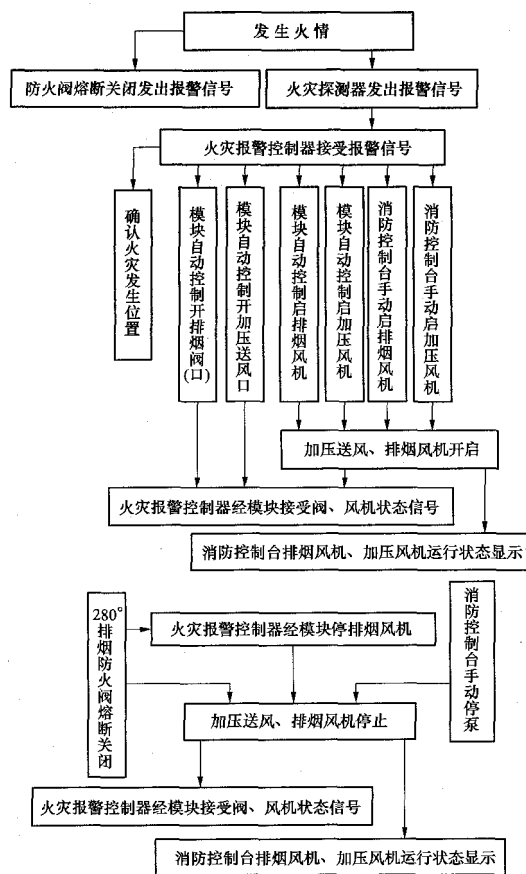 发生火情
防火阀熔断关闭发出报警信号
火灾探测器发出报警信号
火灾报警控制器接受报警信号
确认火灾发生位置
模块自动控制开排烟阀(口)
模块自动控制开加压送风口
模块自动控制启排烟风机
模块自动控制启加压风机
消防控制台手动启排烟风机
消防控制台手动启加压风机
加压送风、排烟风机开启
火灾报警控制器经模块接受阀、风机状态信号
消防控制台排烟风机、加压风机运行状态显示
280°排烟防火阀熔断关闭
火灾报警控制器经模块停排烟风机
消防控制台手动停泵
加压送风、排烟风机停止
火灾报警控制器经模块接受阀、风机状态信号
消防控制台排烟风机、加压风机运行状态显示